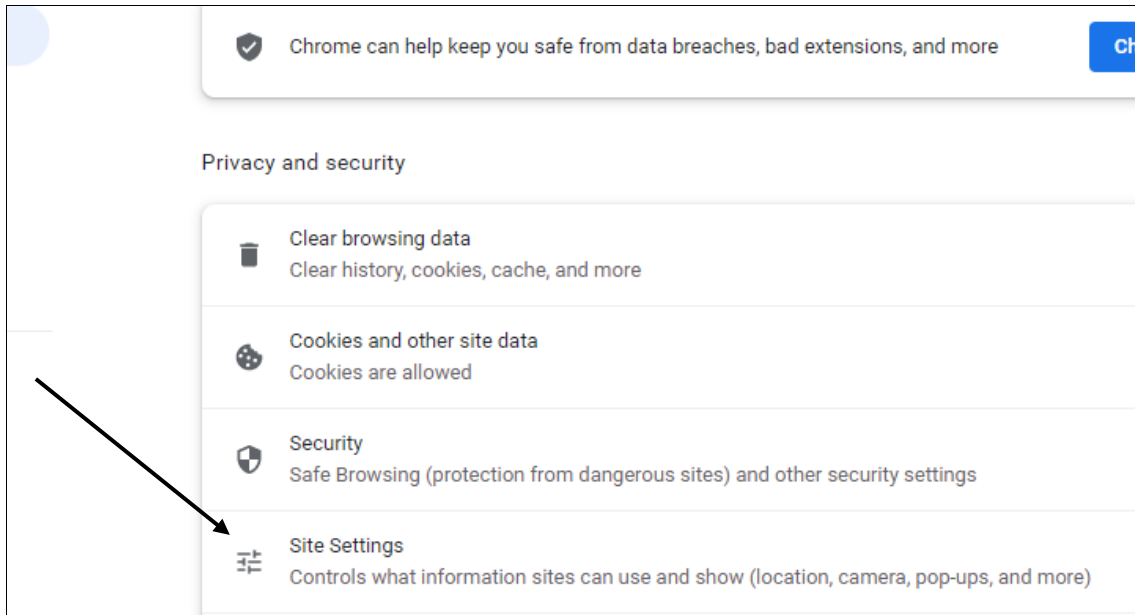 Chrome can help keep you safe from data breaches, bad extensions, and more
Ch
Privacy and security
Clear browsing data
Clear history, cookies, cache, and more
Cookies and other site data
Cookies are allowed
Security
Safe Browsing (protection from dangerous sites) and other security settings
Site Settings
Controls what information sites can use and show (location, camera, pop-ups, and more)